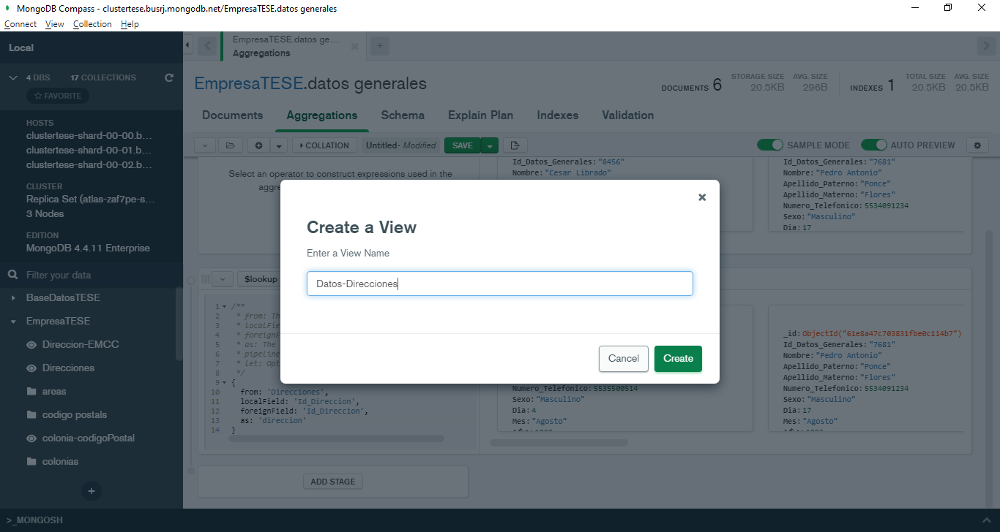 MongoDB Compass - clustertese.busrj.mongodb.net/EmpresaTESE.datos generales
Connect View Collection Help
Local
4 DBS 17 COLLECTIONS
FAVORITE
HOSTS
clustertese-shard-00-00.b...
clustertese-shard-00-01.b...
clustertese-shard-00-02.b...
CLUSTER
Replica Set (atlas-zaf7pe-s...
3 Nodes
EDITION
MongoDB 4.4.11 Enterprise
Filter your data
BaseDatosTESE
EmpresaTESE
Direccion-EMCC
Direcciones
areas
codigo postals
colonia-codigoPostal
colonias
+
>_MONGOSH
EmpresaTESE.datos ge...
Aggregations
EmpresaTESE.datos generales
DOCUMENTS 6
STORAGE SIZE 20.5KB
AVG. SIZE 296B
INDEXES 1
TOTAL SIZE 20.5KB
AVG. SIZE 20.5KB
Documents Aggregations Schema Explain Plan Indexes Validation
COLLATION Untitled- Modified SAVE SAMPLE MODE AUTO PREVIEW
Select an operator to construct expressions used in the
aggre
Id_Datos_Generales: "8456"
Nombre: "Cesar Librado"
Id_Datos_Generales: "7681"
Nombre: "Pedro Antonio"
Apellido_Paterno: "Ponce"
Apellido_Materno: "Flores"
Numero_Telefonico: 5534091234
Sexo: "Masculino"
Dia: 17
Create a View
Enter a View Name
Datos-Direcciones
Cancel Create
$lookup
1 /**
2 * from: Th
3 * localFie
4 * foreignF
5 * as: The
6 * pipeline
7 * let: Opt
8 */
9 {
10 from: 'Direcciones',
11 localField: 'Id_Direccion',
12 foreignField: 'Id_Direccion',
13 as: 'direccion'
14 }
Numero_Telefonico: 5535500514
Sexo: "Masculino"
Dia: 4
Mes: "Agosto"
_id: ObjectId("61e8a47c703831fbe0c114b7")
Id_Datos_Generales: "7681"
Nombre: "Pedro Antonio"
Apellido_Paterno: "Ponce"
Apellido_Materno: "Flores"
Numero_Telefonico: 5534091234
Sexo: "Masculino"
Dia: 17
Mes: "Agosto"
ADD STAGE